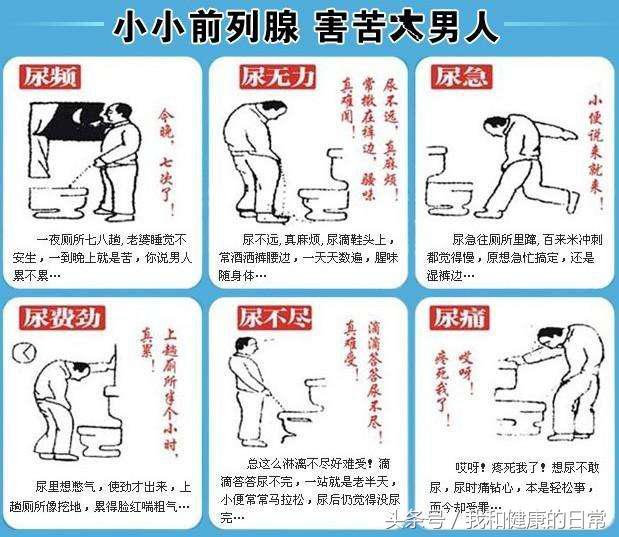 小小前列腺 害苦大男人
尿频
今晚，七次了！
一夜厕所七八趟,老婆睡觉不
安生，一到晚上就是苦，你说男人
累不累…
尿无力
尿不远，真麻烦！
常撒在裤边，骚味
真难闻！
尿不远,真麻烦,尿滴鞋头上，
常酒洒裤腰边，一天天数遍，腥味
随身体…
尿急
小便说来就来！
尿急往厕所里蹿,百来米冲刺
都觉得慢，原想急忙搞定，还是
湿裤边…
尿费劲
上趟厕所半个小时，
真累！
尿里想憋气，使劲才出来，上
趟厕所像挖地，累得脸红喘粗气…
尿不尽
滴滴答答尿不尽！
真难受！
总这么淋漓不尽好难受！滴
滴答答尿不完，一站就是老半天，
小便常常马拉松，尿后仍觉得没尿
完…
尿痛
哎呀！
疼死我了！
哎呀！疼死我了！想尿不敢
尿，尿时痛钻心，本是轻松事，
而今却受罪…
头条号/我和健康的日常